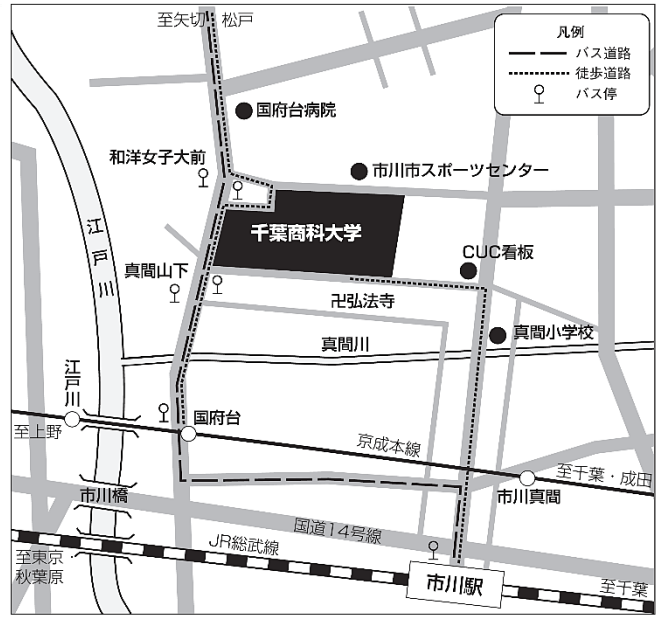 至矢切
松戸
凡例
バス道路
徒歩道路
バス停
国府台病院
和洋女子大前
市川市スポーツセンター
千葉商科大学
江戸川
CUC看板
真間山下
卍弘法寺
真間小学校
真間川
江戸川
国府台
至上野
京成本線
至千葉・成田
市川橋
市川真間
国道14号線
JR総武線
至東京・
秋葉原
市川駅
至千葉